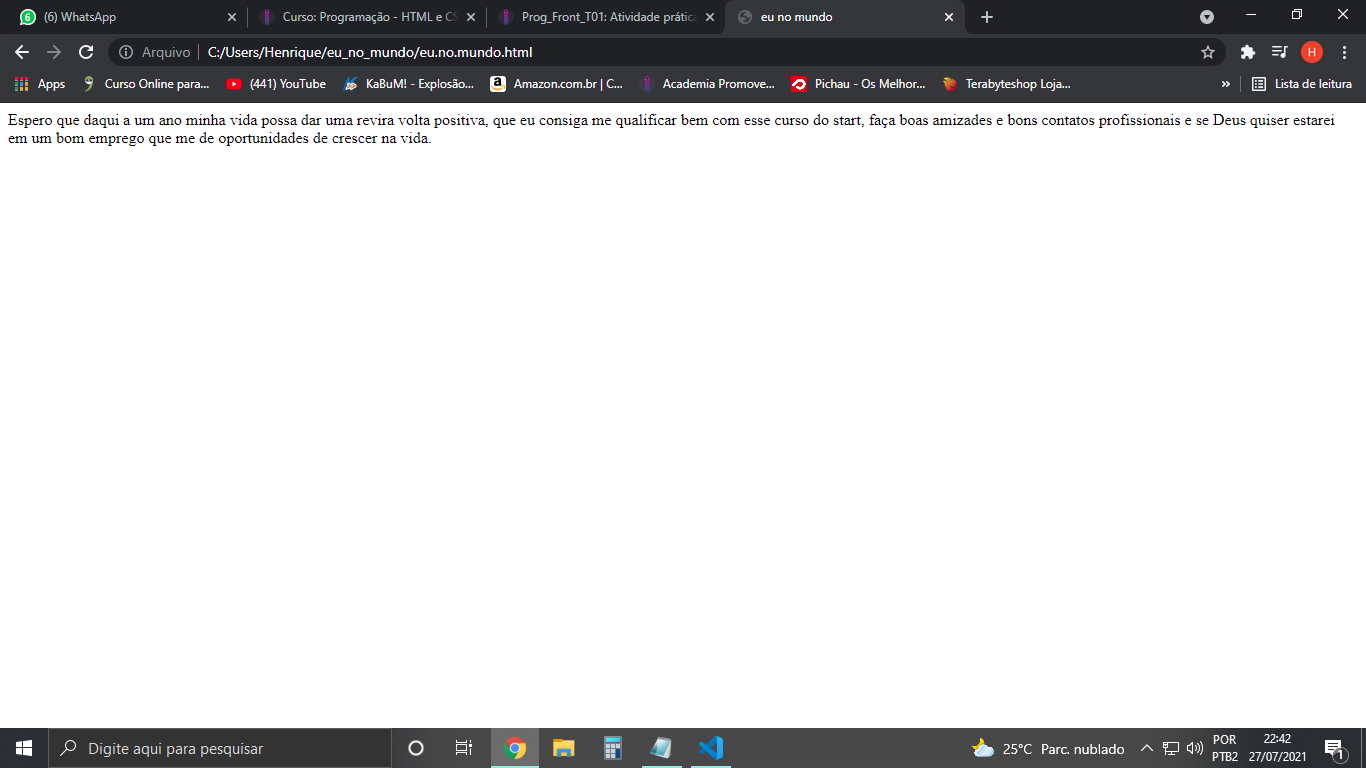 (6) WhatsApp
Curso: Programação - HTML e CS
Prog_Front_T01: Atividade prática
eu no mundo
Arquivo
C:/Users/Henrique/eu_no_mundo/eu.no.mundo.html
H
Apps
Curso Online para...
(441) YouTube
KaBuM! - Explosão...
Amazon.com.br | C...
Academia Promove...
Pichau - Os Melhor...
Terabyteshop Loja...
»
Lista de leitura
Espero que daqui a um ano minha vida possa dar uma revira volta positiva, que eu consiga me qualificar bem com esse curso do start, faça boas amizades e bons contatos profissionais e se Deus quiser estarei
em um bom emprego que me de oportunidades de crescer na vida.
Digite aqui para pesquisar
25°C Parc. nublado
POR
PTB2
22:42
27/07/2021
1